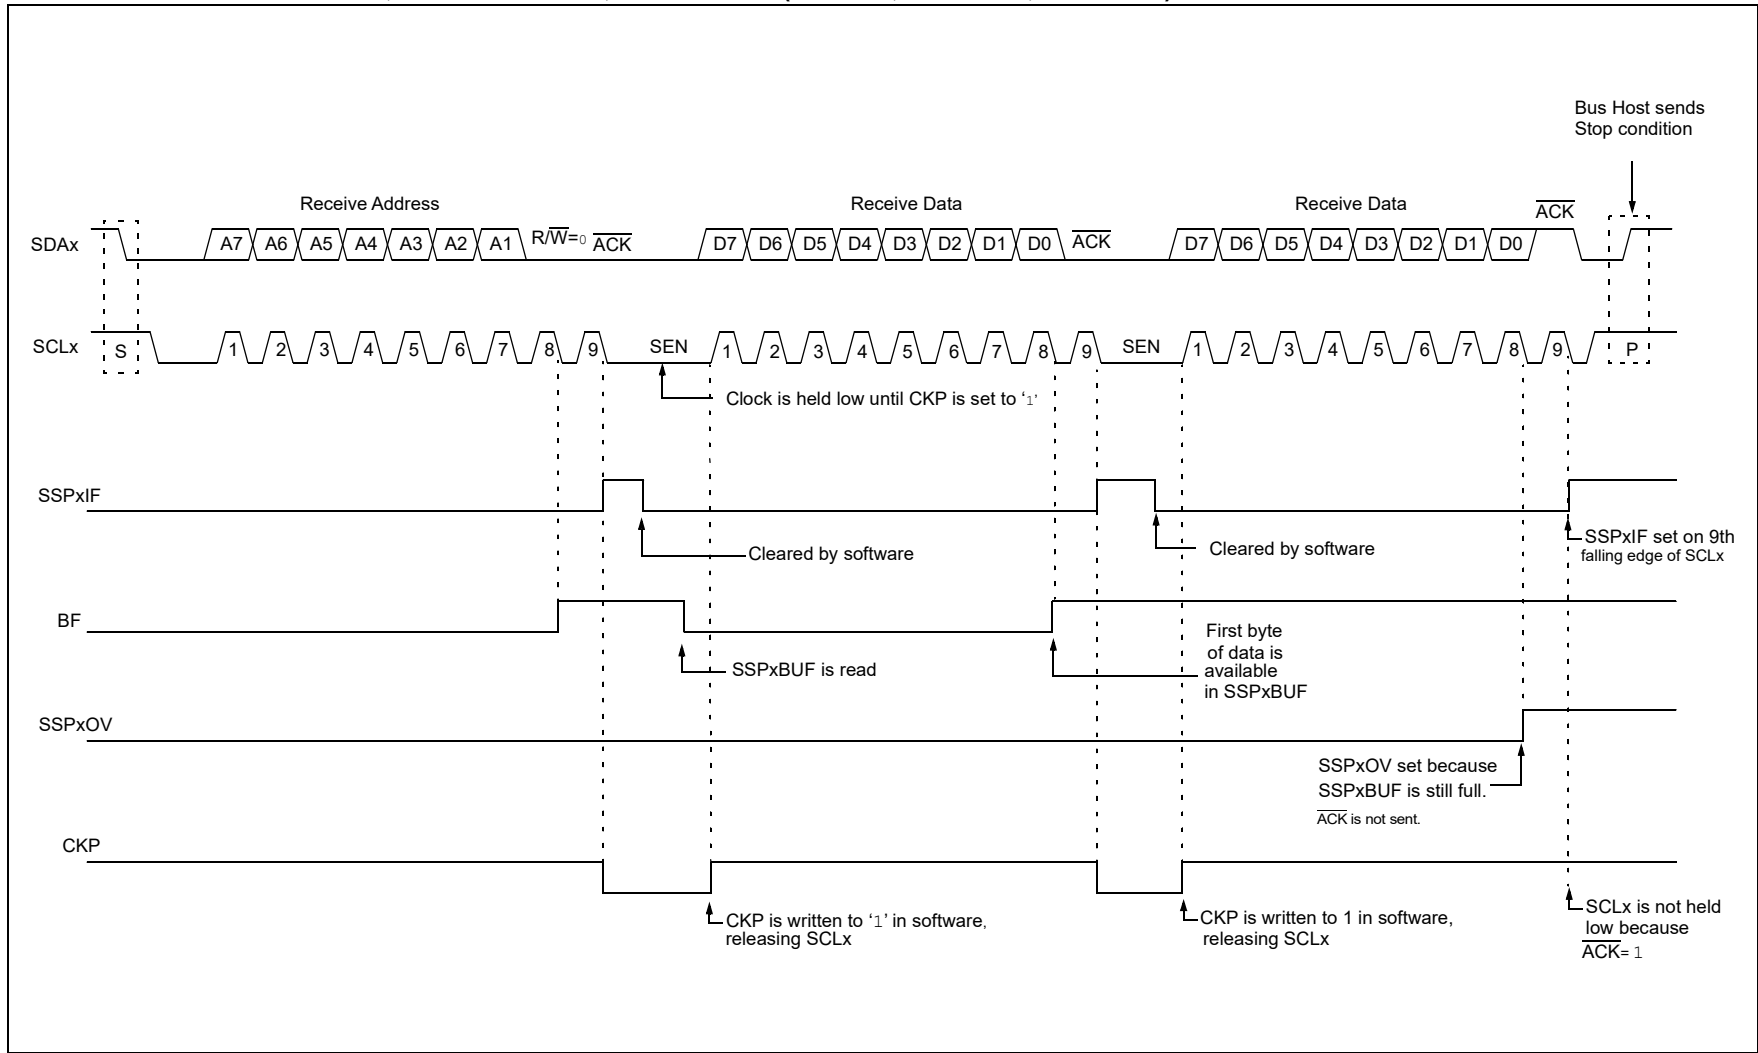 Bus Host sends
Stop condition
Receive Address
Receive Data
Receive Data
ACK
SDAx
A7 A6 A5 A4 A3 A2 A1 R/W=0 ACK D7 D6 D5 D4 D3 D2 D1 D0 ACK D7 D6 D5 D4 D3 D2 D1 D0
SCLx
S 1 2 3 4 5 6 7 8 9 SEN 1 2 3 4 5 6 7 8 9 SEN 1 2 3 4 5 6 7 8 9 P
Clock is held low until CKP is set to ‘1’
SSPxIF
Cleared by software
Cleared by software
SSPxIF set on 9th
falling edge of SCLx
BF
SSPxBUF is read
First byte
of data is
available
in SSPxBUF
SSPxOV
SSPxOV set because
SSPxBUF is still full.
ACK is not sent.
CKP
CKP is written to ‘1’ in software,
releasing SCLx
CKP is written to 1 in software,
releasing SCLx
SCLx is not held
low because
ACK= 1